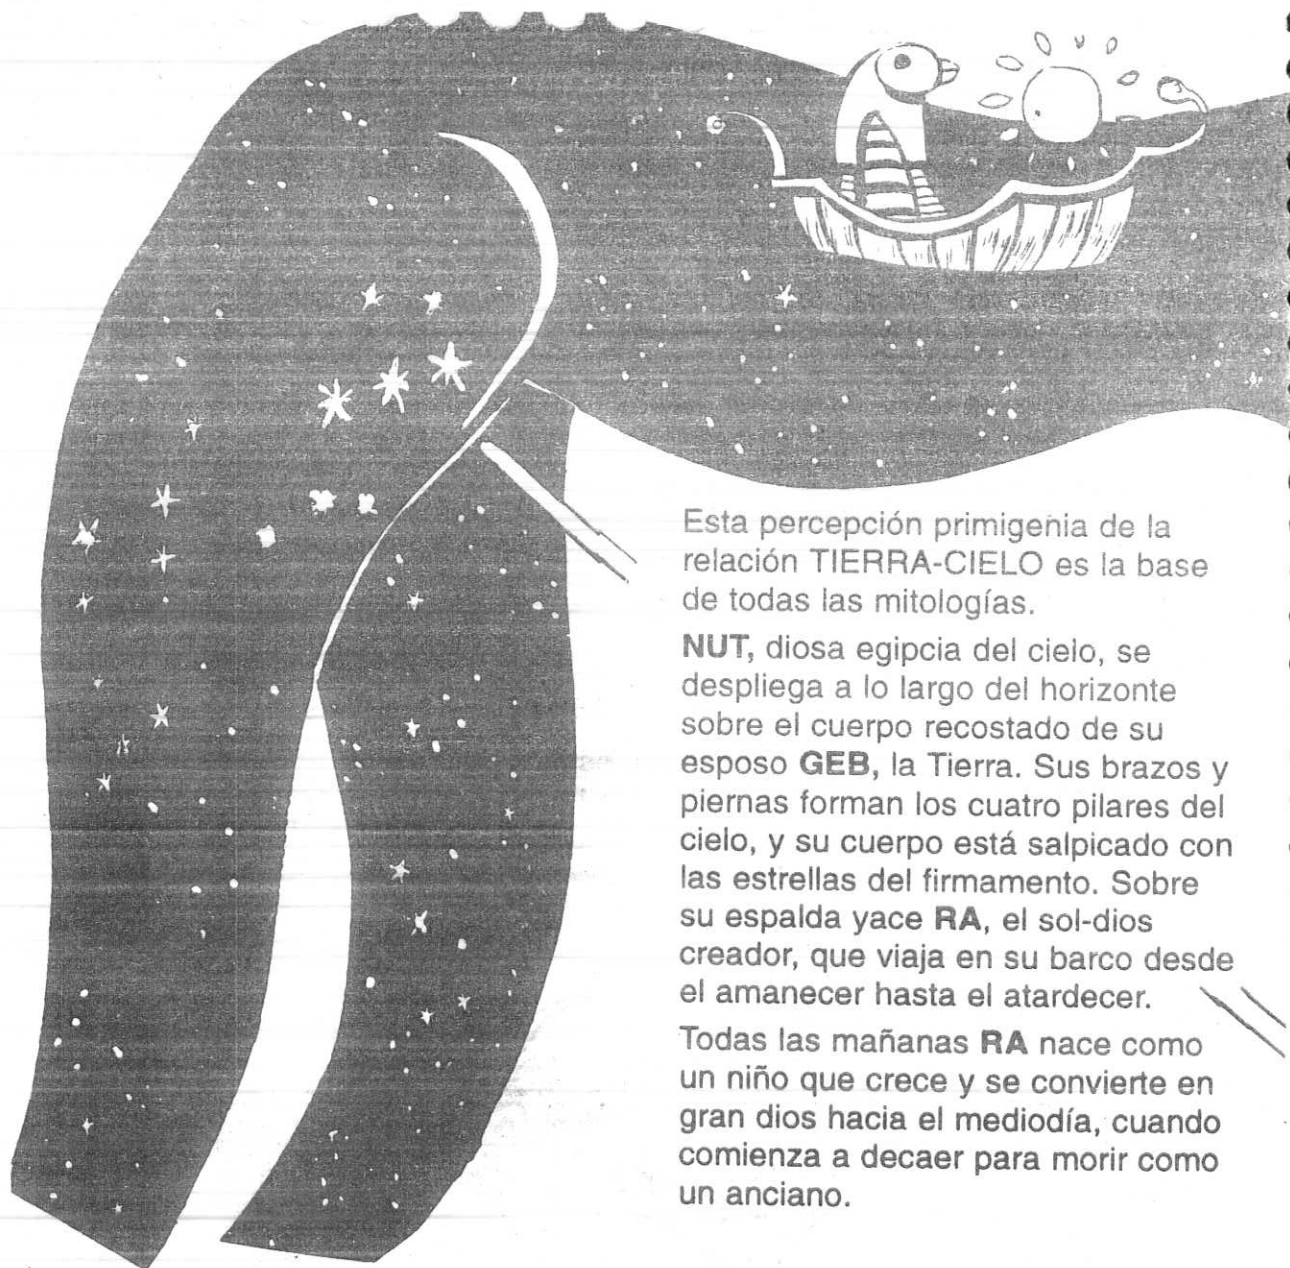 Esta percepción primigenia de la
relación TIERRA-CIELO es la base
de todas las mitologías.
NUT, diosa egipcia del cielo, se
despliega a lo largo del horizonte
sobre el cuerpo recostado de su
esposo GEB, la Tierra. Sus brazos y
piernas forman los cuatro pilares del
cielo, y su cuerpo está salpicado con
las estrellas del firmamento. Sobre
su espalda yace RA, el sol-dios
creador, que viaja en su barco desde
el amanecer hasta el atardecer.
Todas las mañanas RA nace como
un niño que crece y se convierte en
gran dios hacia el mediodía, cuando
comienza a decaer para morir como
un anciano.